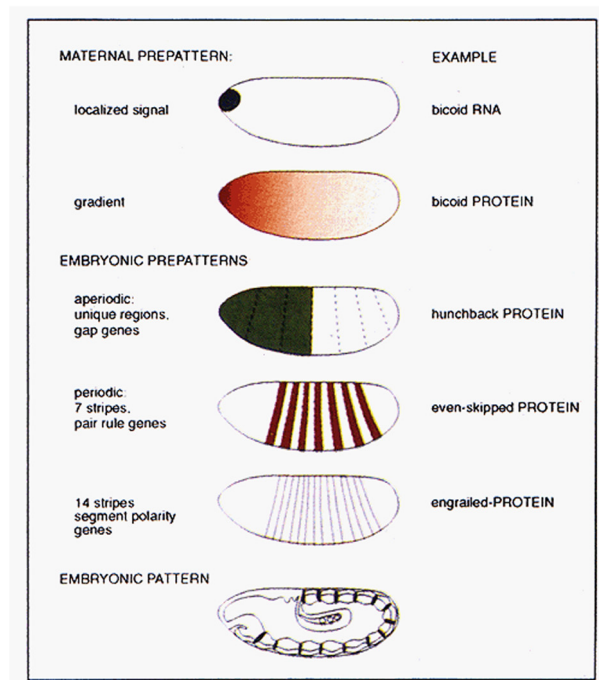 MATERNAL PREPATTERN:
EXAMPLE
localized signal
bicoid RNA
gradient
bicoid PROTEIN
EMBRYONIC PREPATTERNS
aperiodic:
unique regions,
gap genes
hunchback PROTEIN
periodic:
7 stripes,
pair rule genes
even-skipped PROTEIN
14 stripes
segment polarity
genes
engrailed-PROTEIN
EMBRYONIC PATTERN